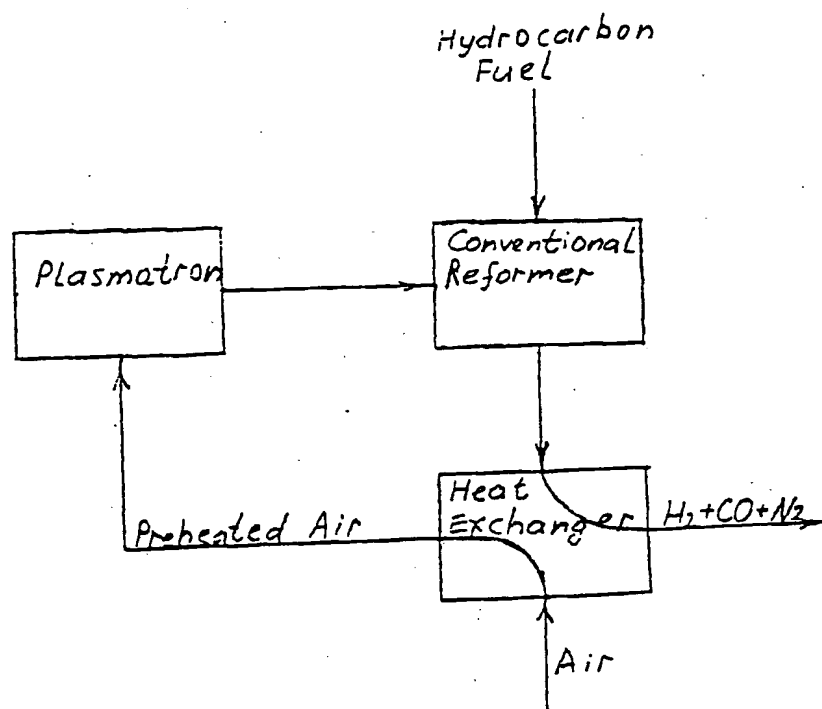 Hydrocarbon
Fuel
Plasmatron
Conventional
Reformer
Heat
Exchanger
H₂+CO+N₂
Preheated Air
Air